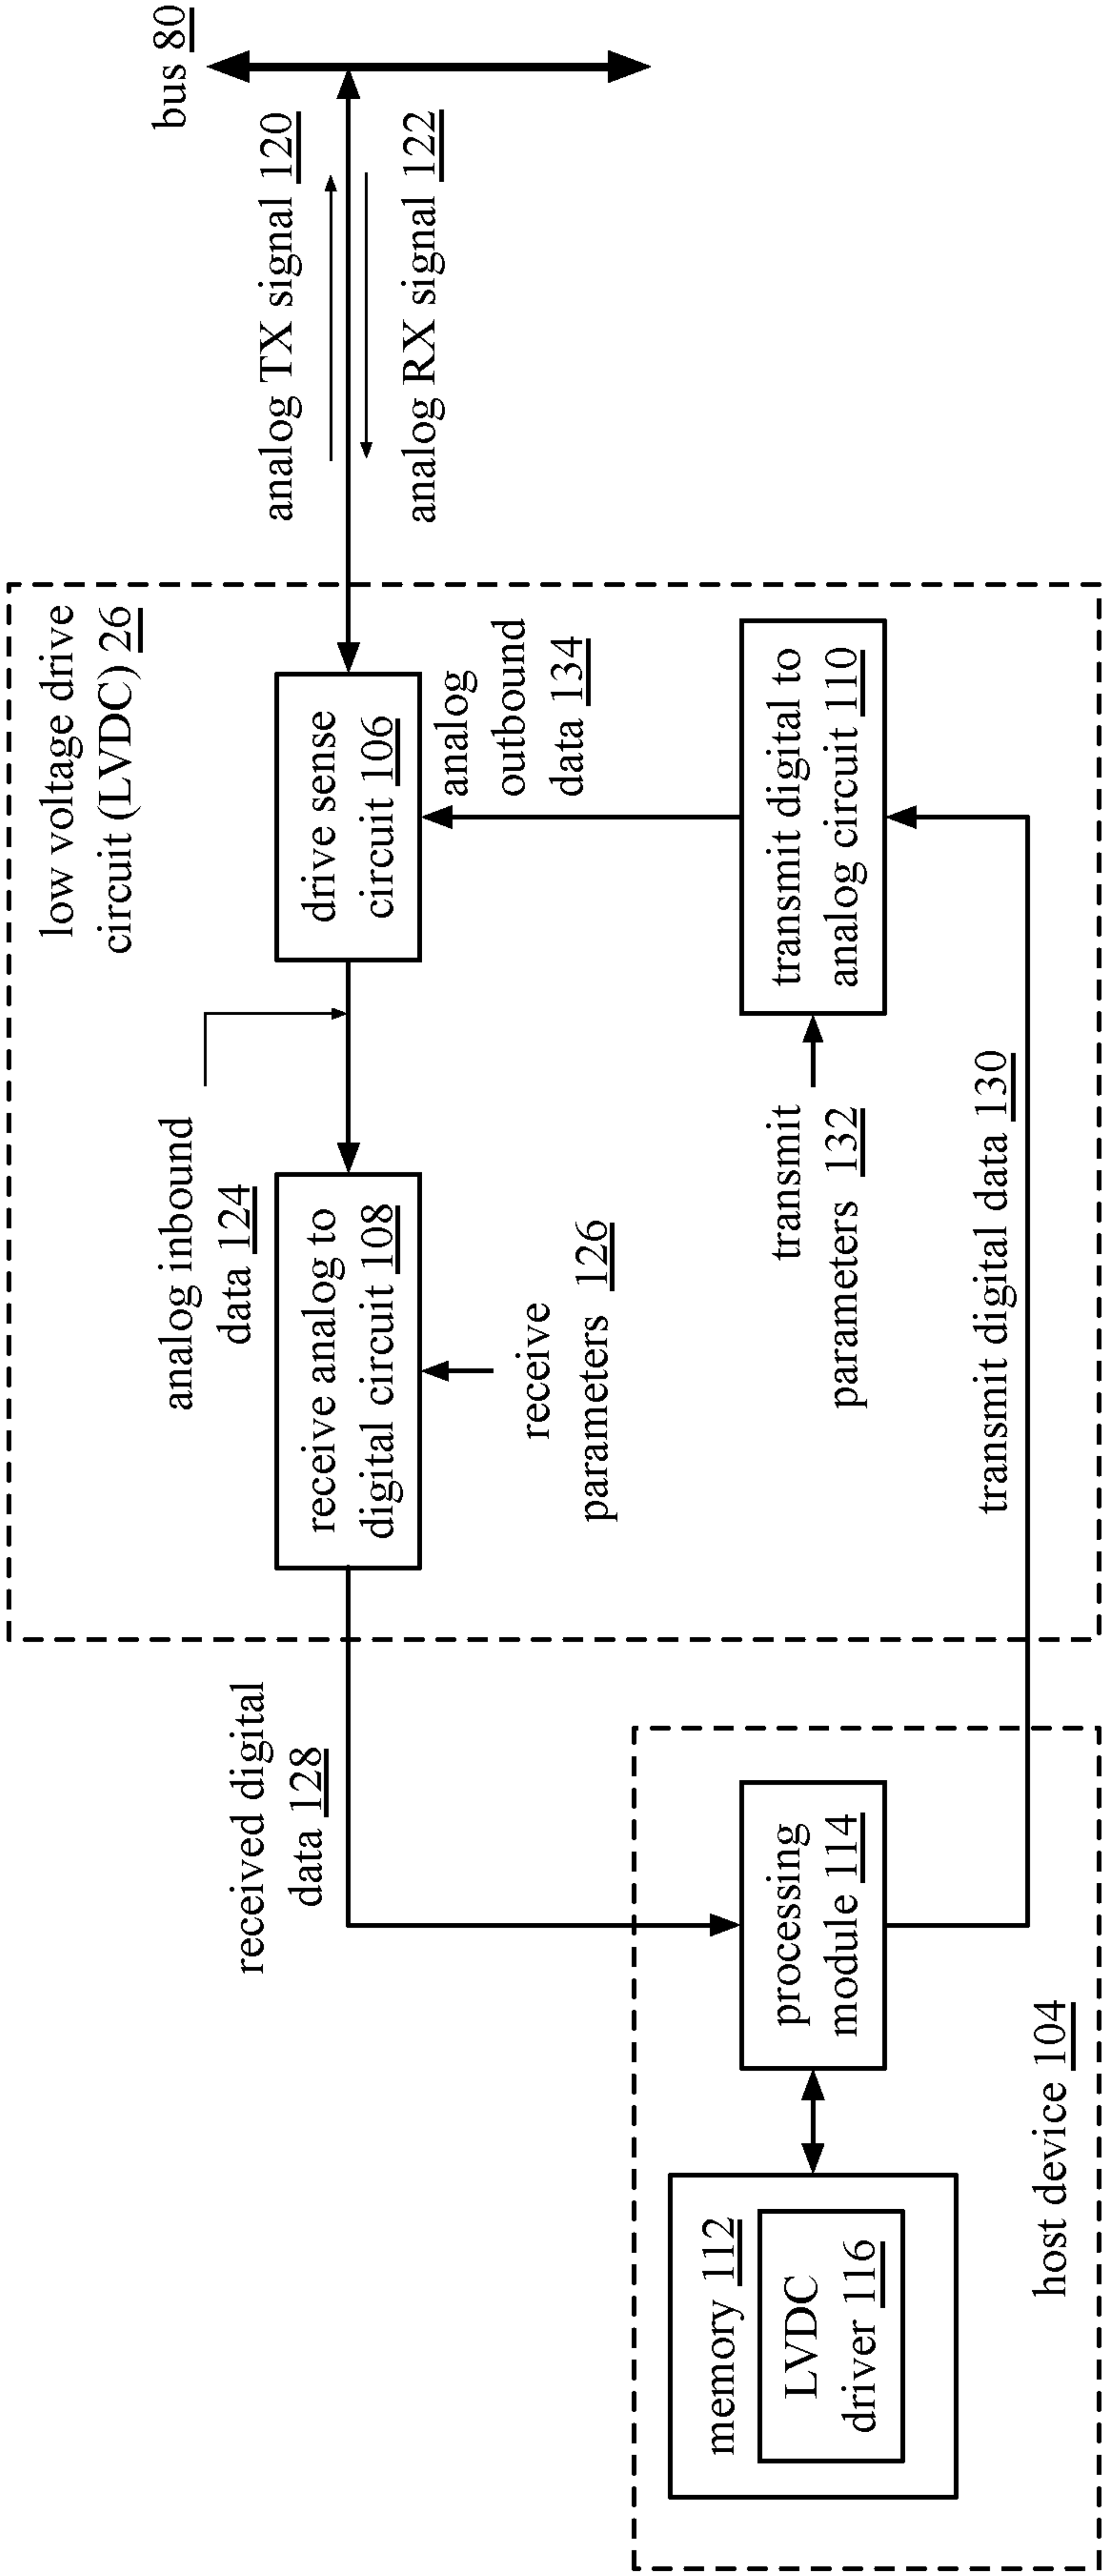 low voltage drive
circuit (LVDC) 26
bus 80
analog TX signal 120
analog RX signal 122
analog inbound
data 124
drive sense
circuit 106
received digital
data 128
receive analog to
digital circuit 108
analog
outbound
data 134
receive
parameters 126
memory 112
LVDC
driver 116
processing
module 114
transmit
parameters 132
transmit digital to
analog circuit 110
transmit digital data 130
host device 104